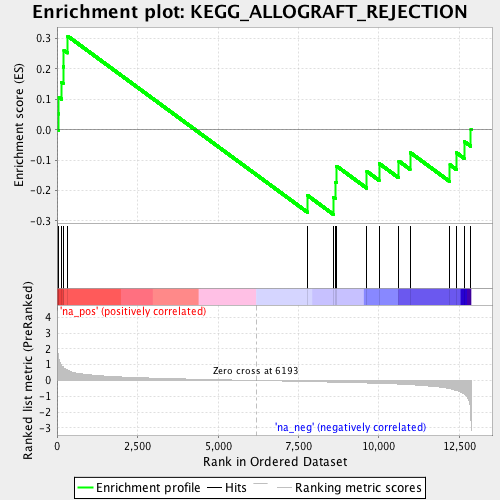 Enrichment plot: KEGG_ALLOGRAFT_REJECTION
Enrichment score (ES)
0.3
0.2
0.1
0.0
-0.1
-0.2
-0.3
'na_pos' (positively correlated)
Ranked list metric (PreRanked)
4
3
2
1
0
-1
-2
-3
Zero cross at 6193
'na_neg' (negatively correlated)
0
2,500
5,000
7,500
10,000
12,500
Rank in Ordered Dataset
Enrichment profile
Hits
Ranking metric scores